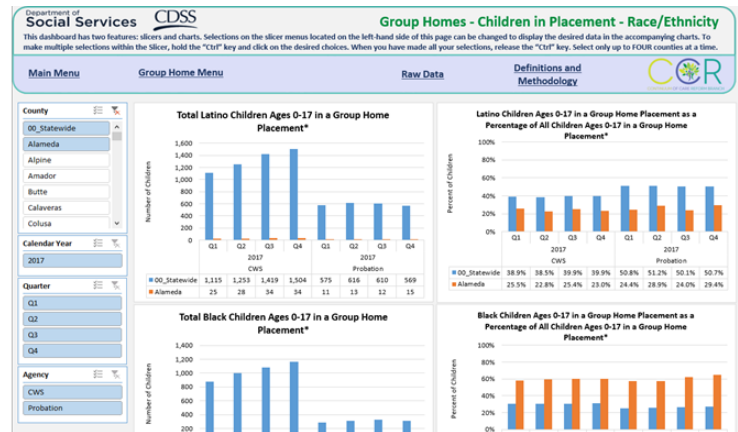 Department of
Social Services
CDSS
Group Homes - Children in Placement - Race/Ethnicity
This dashboard has two features: slicers and charts. Selections on the slicer menus located on the left-hand side of this page can be changed to display the desired data in the accompanying charts. To
make multiple selections within the Slicer, hold the "Ctrl" key and click on the desired choices. When you have made all your selections, release the "Ctrl" key. Select only up to FOUR counties at a time.
Main Menu
Group Home Menu
Raw Data
Definitions and
Methodology
CCR
County
00_Statewide
Alameda
Alpine
Amador
Butte
Calaveras
Colusa
Calendar Year
2017
Quarter
Q1
Q2
Q3
Q4
Agency
CWS
Probation
Total Latino Children Ages 0-17 in a Group Home
Placement*
Number of Children
1,600
1,400
1,200
1,000
800
600
400
200
0
Q1 Q2 Q3 Q4 Q1 Q2 Q3 Q4
2017 2017
CWS Probation
00_Statewide 1,115 1,253 1,419 1,504 575 616 610 569
Alameda 25 28 34 34 11 13 12 15
Latino Children Ages 0-17 in a Group Home Placement as a
Percentage of All Children Ages 0-17 in a Group Home
Placement*
Percent of Children
100%
80%
60%
40%
20%
0%
Q1 Q2 Q3 Q4 Q1 Q2 Q3 Q4
2017 2017
CWS Probation
00_Statewide 38.9% 38.5% 39.9% 39.9% 50.8% 51.2% 50.1% 50.7%
Alameda 25.5% 22.8% 25.4% 23.0% 24.4% 28.9% 24.0% 29.4%
Total Black Children Ages 0-17 in a Group Home
Placement*
Number of Children
1,400
1,200
1,000
800
600
400
200
Black Children Ages 0-17 in a Group Home Placement as a
Percentage of All Children Ages 0-17 in a Group Home
Placement*
Percent of Children
100%
80%
60%
40%
20%